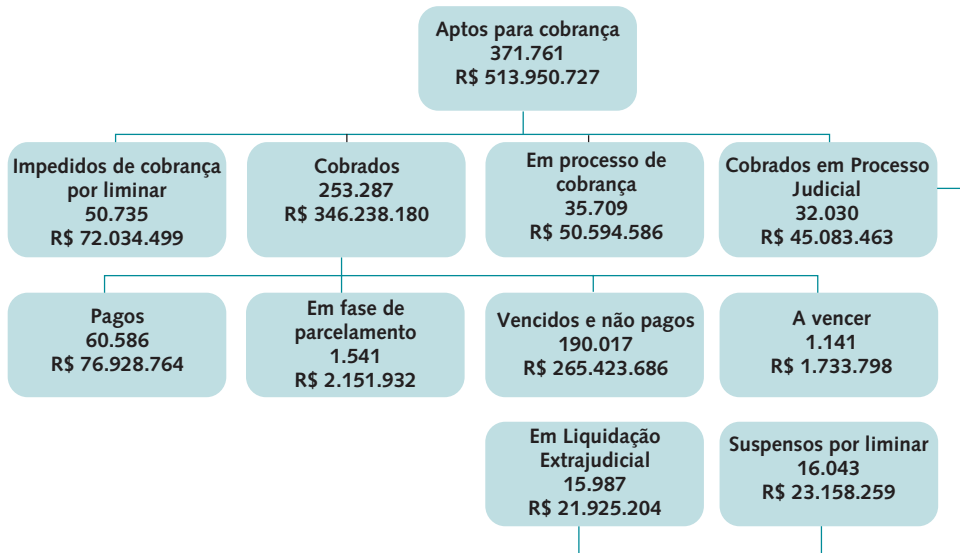 Aptos para cobrança
371.761
R$ 513.950.727
Impedidos de cobrança
por liminar
50.735
R$ 72.034.499
Cobrados
253.287
R$ 346.238.180
Em processo de
cobrança
35.709
R$ 50.594.586
Cobrados em Processo
Judicial
32.030
R$ 45.083.463
Pagos
60.586
R$ 76.928.764
Em fase de
parcelamento
1.541
R$ 2.151.932
Vencidos e não pagos
190.017
R$ 265.423.686
A vencer
1.141
R$ 1.733.798
Em Liquidação
Extrajudicial
15.987
R$ 21.925.204
Suspensos por liminar
16.043
R$ 23.158.259